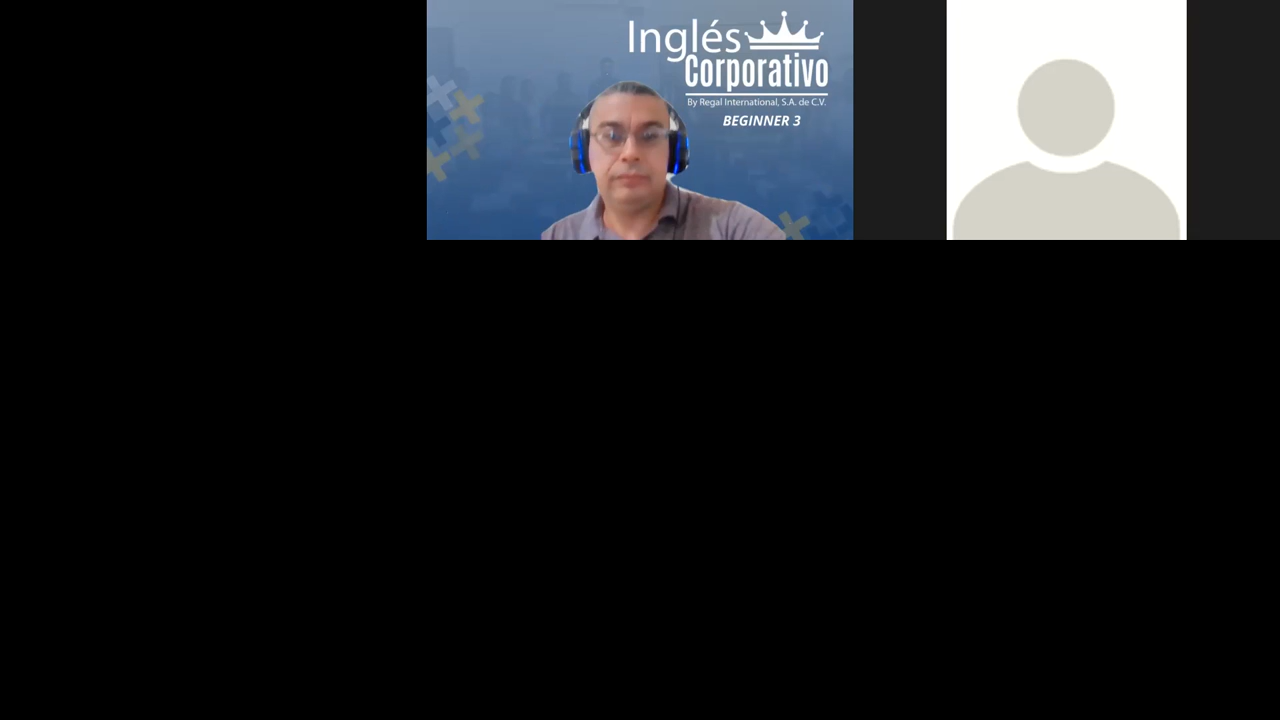 Inglés
Corporativo
By Regal International, S.A. de C.V.
BEGINNER 3